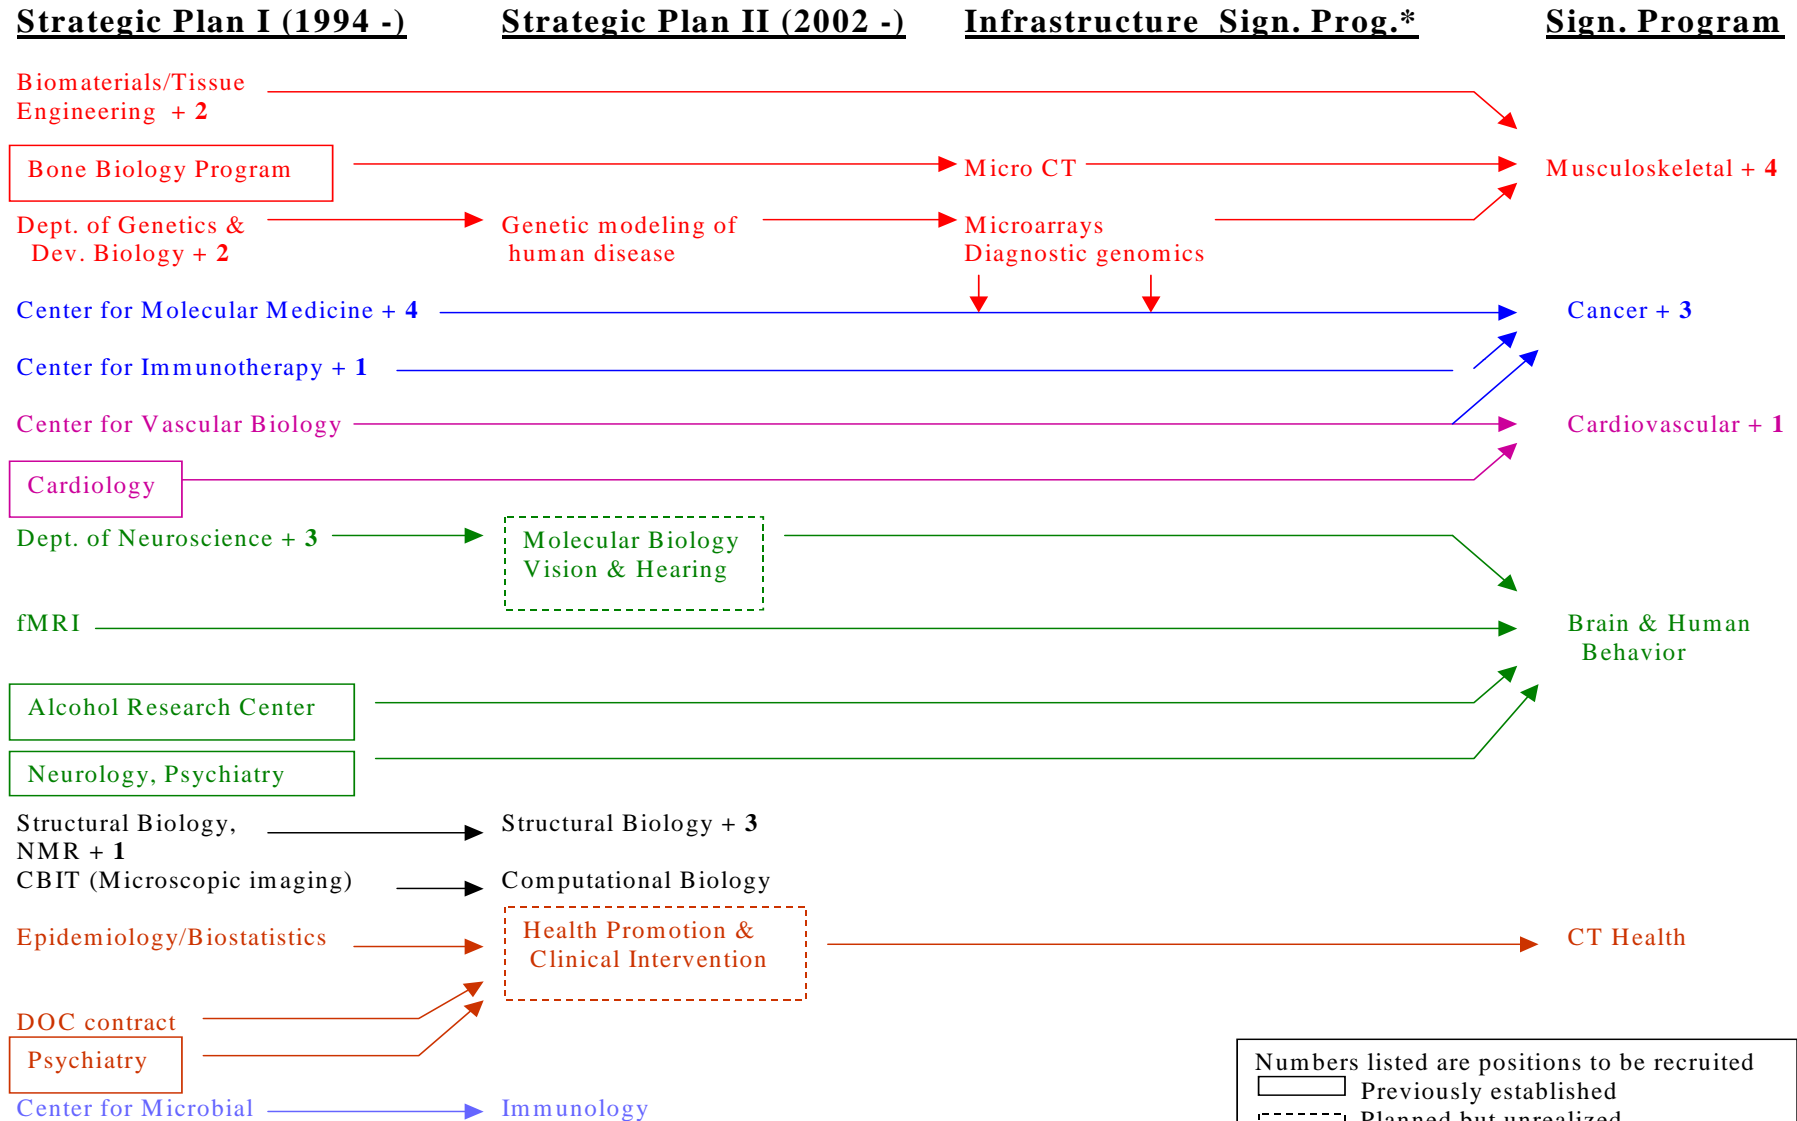 Strategic Plan I (1994 -) Strategic Plan II (2002 -) Infrastructure Sign. Prog.* Sign. Program
Biomaterials/Tissue
Engineering + 2
Bone Biology Program Micro CT Musculoskeletal + 4
Dept. of Genetics & Genetic modeling of Microarrays
Dev. Biology + 2 human disease Diagnostic genomics
Center for Molecular Medicine + 4 Cancer + 3
Center for Immunotherapy + 1
Center for Vascular Biology Cardiovascular + 1
Cardiology
Dept. of Neuroscience + 3 Molecular Biology
Vision & Hearing
fMRI Brain & Human
Behavior
Alcohol Research Center
Neurology, Psychiatry
Structural Biology, Structural Biology + 3
NMR + 1
CBIT (Microscopic imaging) Computational Biology
Epidemiology/Biostatistics Health Promotion & CT Health
Clinical Intervention
DOC contract
Psychiatry
Numbers listed are positions to be recruited
Previously established
Center for Microbial Immunology
Planned but unrealized